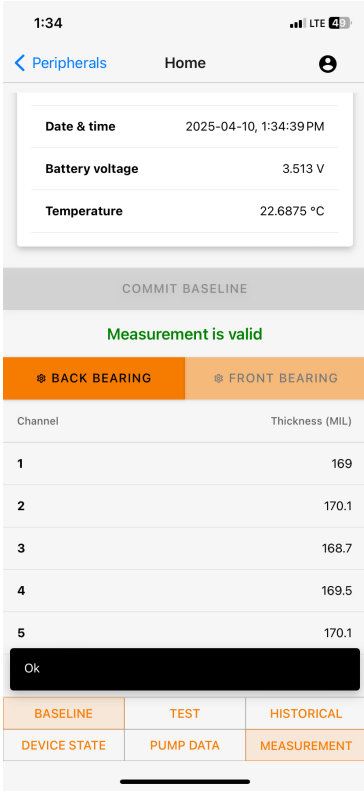 1:34 LTE 49
Peripherals Home
Date & time 2025-04-10, 1:34:39 PM
Battery voltage 3.513 V
Temperature 22.6875 °C
COMMIT BASELINE
Measurement is valid
BACK BEARING FRONT BEARING
Channel Thickness (MIL)
1 169
2 170.1
3 168.7
4 169.5
5 170.1
Ok
BASELINE TEST HISTORICAL
DEVICE STATE PUMP DATA MEASUREMENT